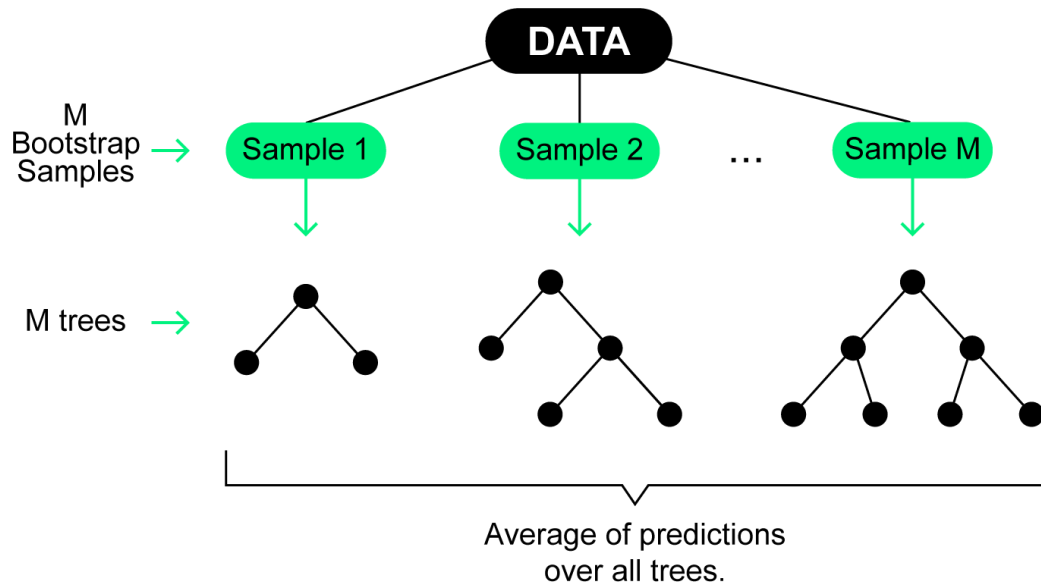 DATA
M
Bootstrap
Samples
Sample 1
Sample 2
...
Sample M
M trees
Average of predictions
over all trees.